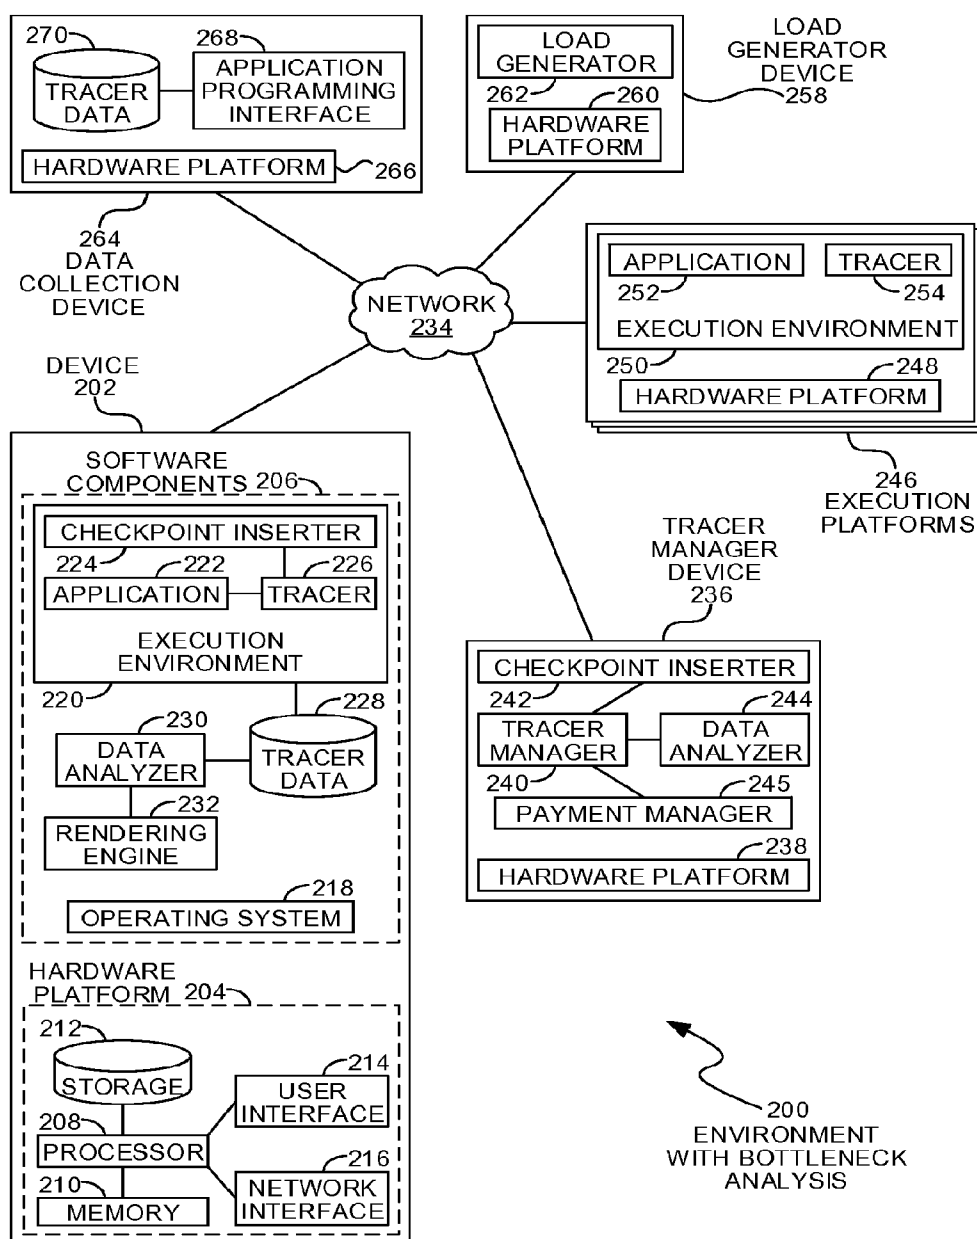 270
TRACER
DATA
268
APPLICATION
PROGRAMMING
INTERFACE
HARDWARE PLATFORM
266
264
DATA
COLLECTION
DEVICE
LOAD
GENERATOR
262
260
HARDWARE
PLATFORM
LOAD
GENERATOR
DEVICE
258
NETWORK
234
APPLICATION
252
TRACER
254
EXECUTION ENVIRONMENT
250
248
HARDWARE PLATFORM
246
EXECUTION
PLATFORMS
DEVICE
202
SOFTWARE
COMPONENTS 206
CHECKPOINT INSERTER
224
222
226
APPLICATION
TRACER
EXECUTION
ENVIRONMENT
220
228
TRACER
DATA
230
DATA
ANALYZER
232
RENDERING
ENGINE
218
OPERATING SYSTEM
HARDWARE
PLATFORM 204
212
STORAGE
214
USER
INTERFACE
208
PROCESSOR
216
NETWORK
INTERFACE
210
MEMORY
TRACER
MANAGER
DEVICE
236
CHECKPOINT INSERTER
242
244
TRACER
MANAGER
DATA
ANALYZER
240
245
PAYMENT MANAGER
238
HARDWARE PLATFORM
200
ENVIRONMENT
WITH BOTTLENECK
ANALYSIS